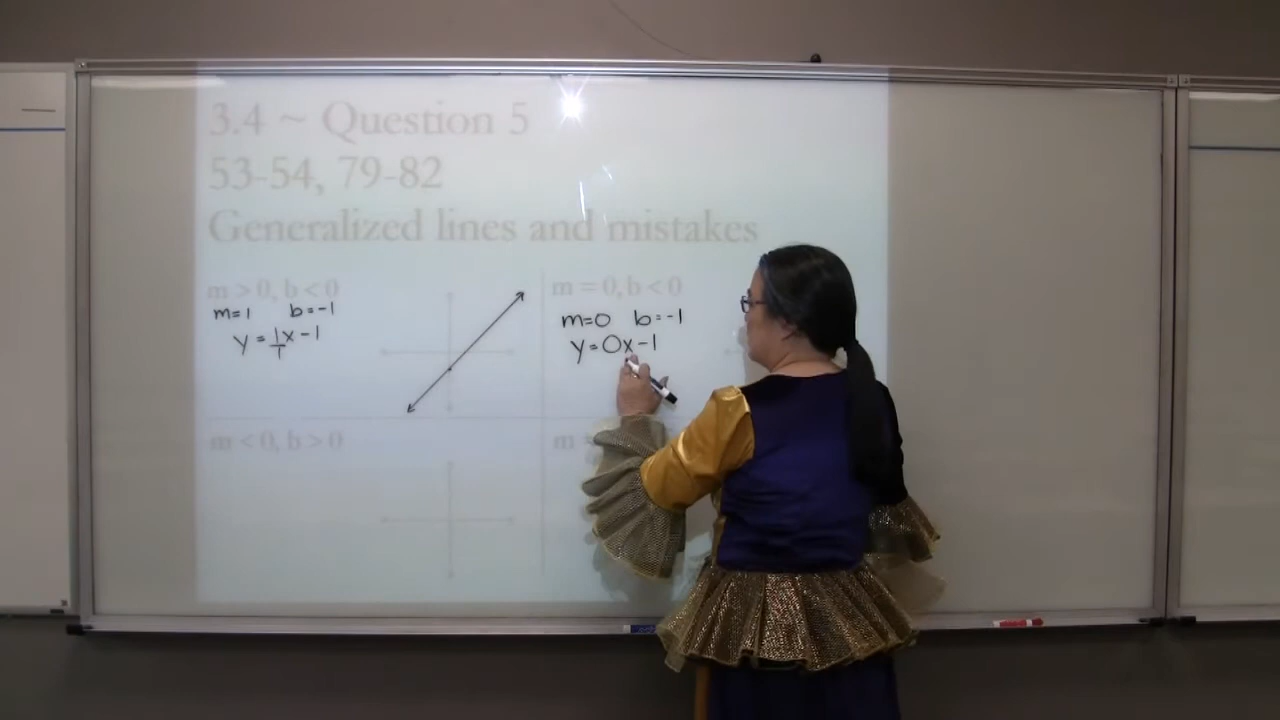 3.4 ~ Question 5
53-54, 79-82
Generalized lines and mistakes
m > 0, b < 0
m=1 b=-1
y = 1/1 x - 1
m = 0, b < 0
m=0 b=-1
y=0x-1
m < 0, b > 0
m